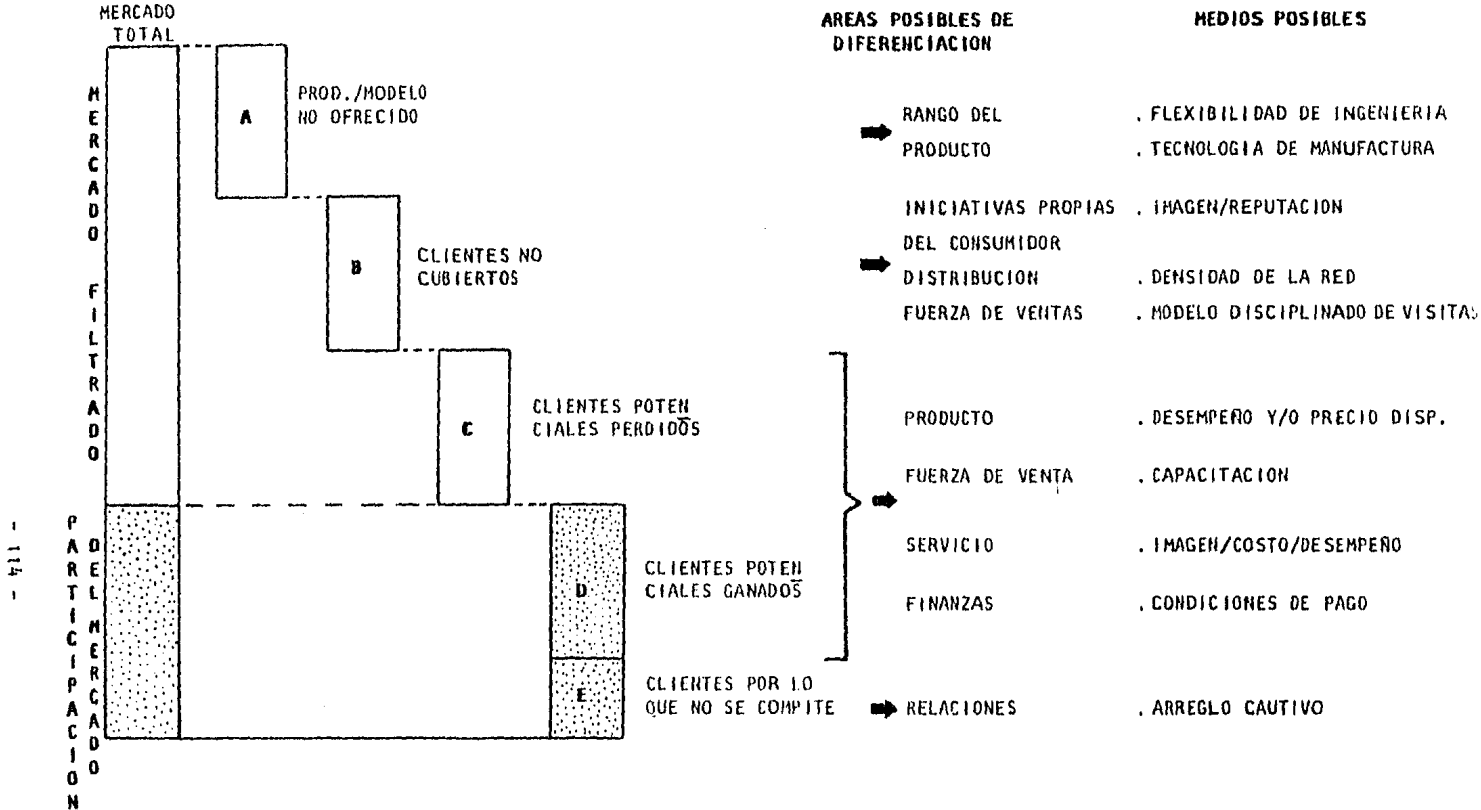 MERCADO
TOTAL
AREAS POSIBLES DE
DIFERENCIACION
MEDIOS POSIBLES
MERCADO FILTRADO
A
PROD./MODELO
NO OFRECIDO
RANGO DEL
PRODUCTO
. FLEXIBILIDAD DE INGENIERIA
. TECNOLOGIA DE MANUFACTURA
B
CLIENTES NO
CUBIERTOS
INICIATIVAS PROPIAS
DEL CONSUMIDOR
. IMAGEN/REPUTACION
DISTRIBUCION
. DENSIDAD DE LA RED
FUERZA DE VENTAS
. MODELO DISCIPLINADO DE VISITAS
C
CLIENTES POTEN
CIALES PERDIDOS
PRODUCTO
. DESEMPEÑO Y/O PRECIO DISP.
FUERZA DE VENTA
. CAPACITACION
SERVICIO
. IMAGEN/COSTO/DESEMPEÑO
FINANZAS
. CONDICIONES DE PAGO
PARTICIPACION
DEL MERCADO
D
CLIENTES POTEN
CIALES GANADOS
E
CLIENTES POR LO
QUE NO SE COMPITE
RELACIONES
. ARREGLO CAUTIVO
- 114 -